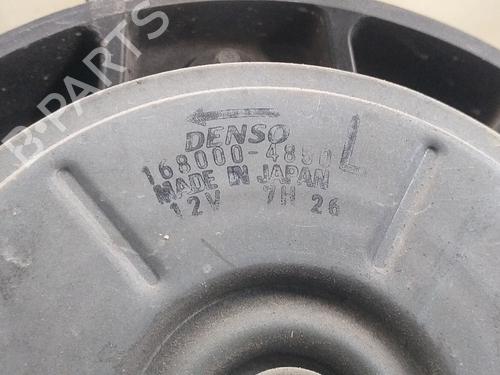 B-PARTS
DENSO
168000-4850 L
MADE IN JAPAN
12V 7H 26